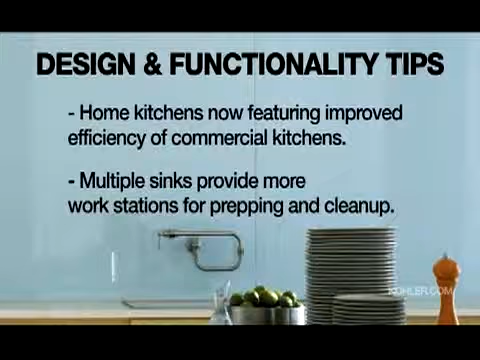 DESIGN & FUNCTIONALITY TIPS
- Home kitchens now featuring improved
efficiency of commercial kitchens.
- Multiple sinks provide more
work stations for prepping and cleanup.
KOHLER.COM